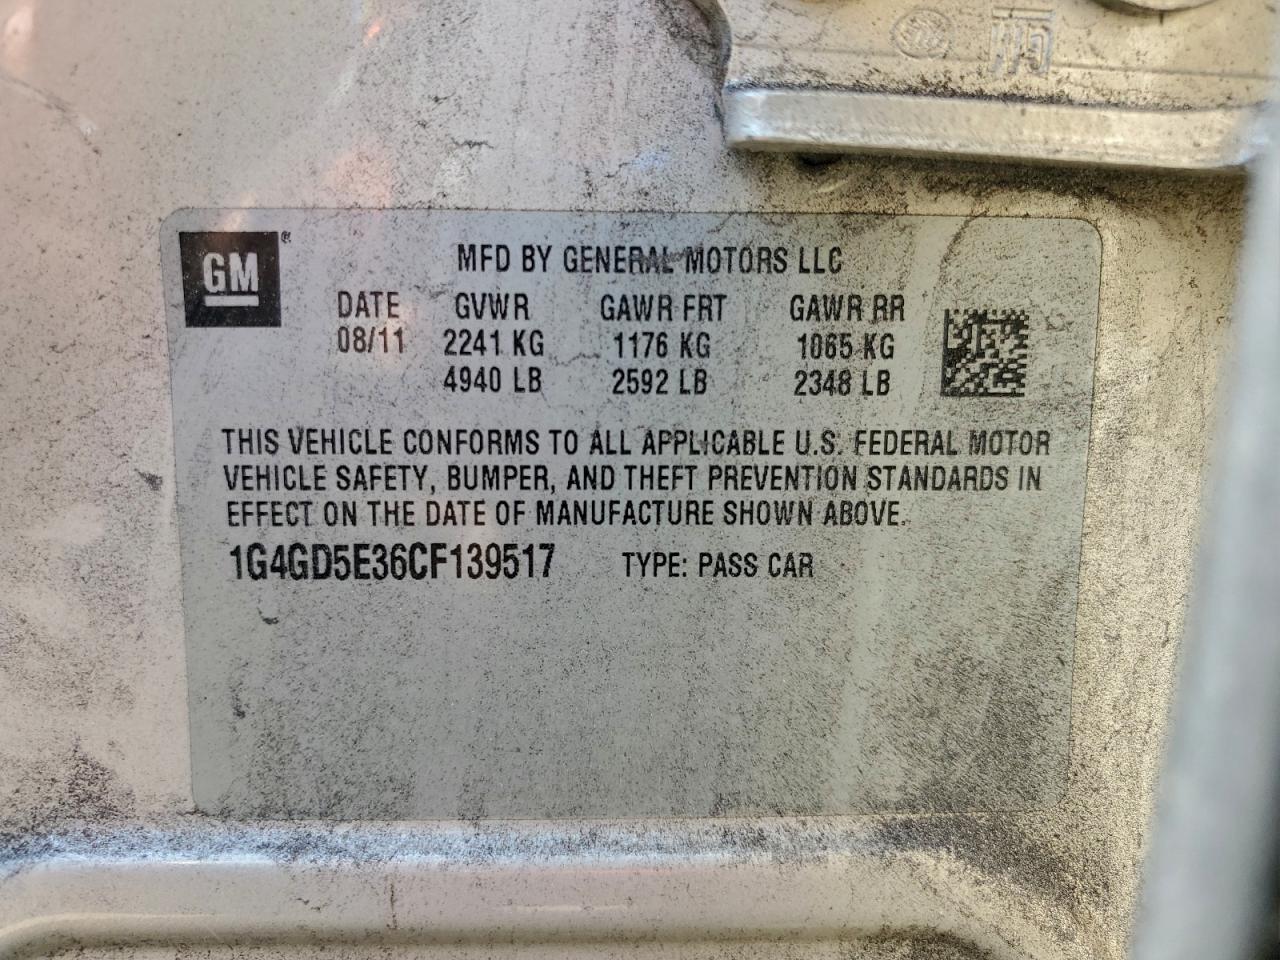 GM ®
MFD BY GENERAL MOTORS LLC
DATE GVWR GAWR FRT GAWR RR
08/11 2241 KG 1176 KG 1065 KG
4940 LB 2592 LB 2348 LB
THIS VEHICLE CONFORMS TO ALL APPLICABLE U.S. FEDERAL MOTOR
VEHICLE SAFETY, BUMPER, AND THEFT PREVENTION STANDARDS IN
EFFECT ON THE DATE OF MANUFACTURE SHOWN ABOVE.
1G4GD5E36CF139517 TYPE: PASS CAR